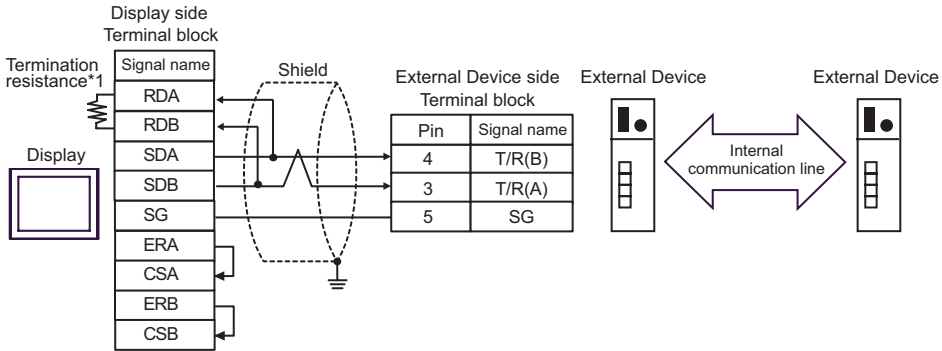 Display side
Terminal block
Termination
resistance*1
Signal name
Shield
RDA
RDB
SDA
SDB
SG
ERA
CSA
ERB
CSB
Display
External Device side
Terminal block
Pin Signal name
4 T/R(B)
3 T/R(A)
5 SG
External Device
Internal
communication line
External Device